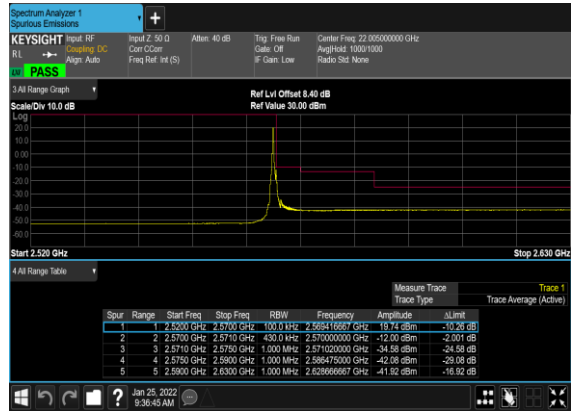 Spectrum Analyzer 1
Spurious Emissions
KEYSIGHT Input: RF Input Z: 50 Ω Atten: 40 dB Trig: Free Run Center Freq: 22.005000000 GHz
RL Coupling: DC Corr CCorr Gate: Off Avg|Hold: 1000/1000
Align: Auto Freq Ref: Int (S) IF Gain: Low Radio Std: None
PASS
3 All Range Graph
Ref Lvl Offset 8.40 dB
Scale/Div 10.0 dB Ref Value 30.00 dBm
Log
20.0
10.0
0.00
-10.0
-20.0
-30.0
-40.0
-50.0
-60.0
Start 2.520 GHz Stop 2.630 GHz
4 All Range Table
Measure Trace Trace 1
Trace Type Trace Average (Active)
Spur Range Start Freq Stop Freq RBW Frequency Amplitude ΔLimit
1 1 2.5200 GHz 2.5700 GHz 100.0 kHz 2.569416667 GHz 19.74 dBm -10.26 dB
2 2 2.5700 GHz 2.5710 GHz 430.0 kHz 2.570000000 GHz -12.00 dBm -2.001 dB
3 3 2.5710 GHz 2.5750 GHz 1.000 MHz 2.571020000 GHz -34.58 dBm -24.58 dB
4 4 2.5750 GHz 2.5900 GHz 1.000 MHz 2.586475000 GHz -42.08 dBm -29.08 dB
5 5 2.5900 GHz 2.6300 GHz 1.000 MHz 2.628666667 GHz -41.92 dBm -16.92 dB
Jan 25, 2022
9:36:45 AM